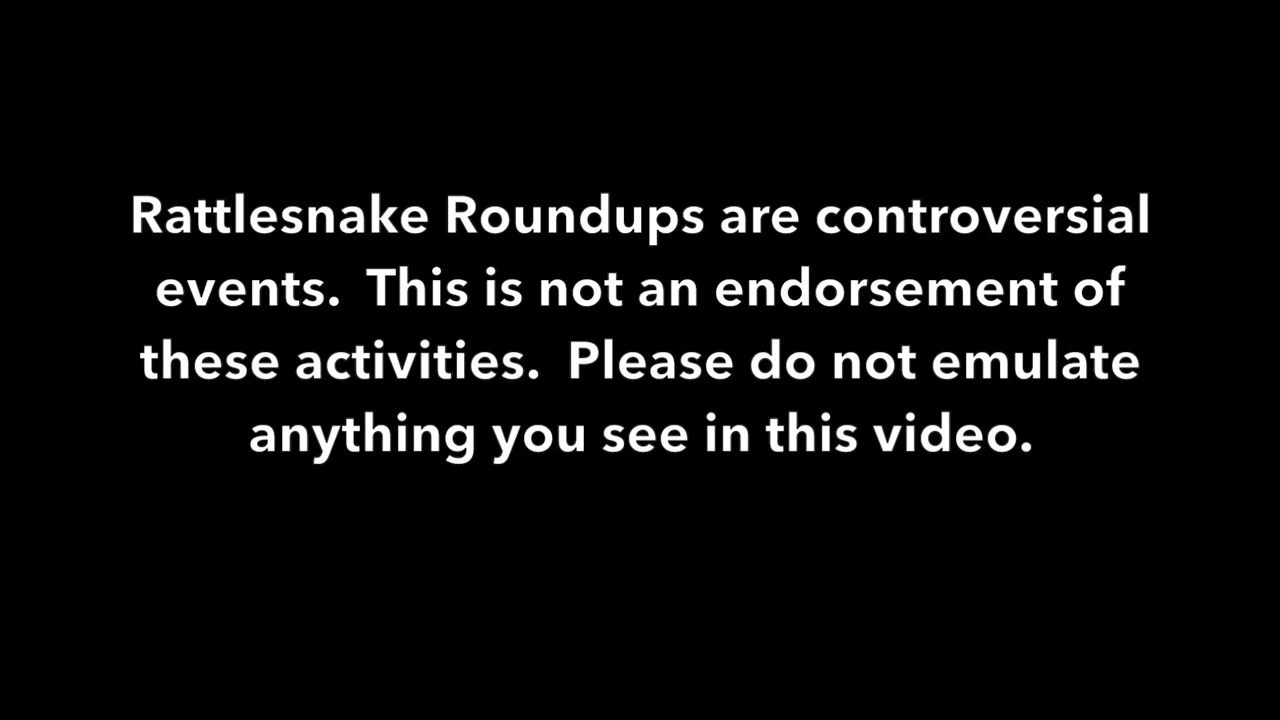 Rattlesnake Roundups are controversial
events.  This is not an endorsement of
these activities.  Please do not emulate
anything you see in this video.